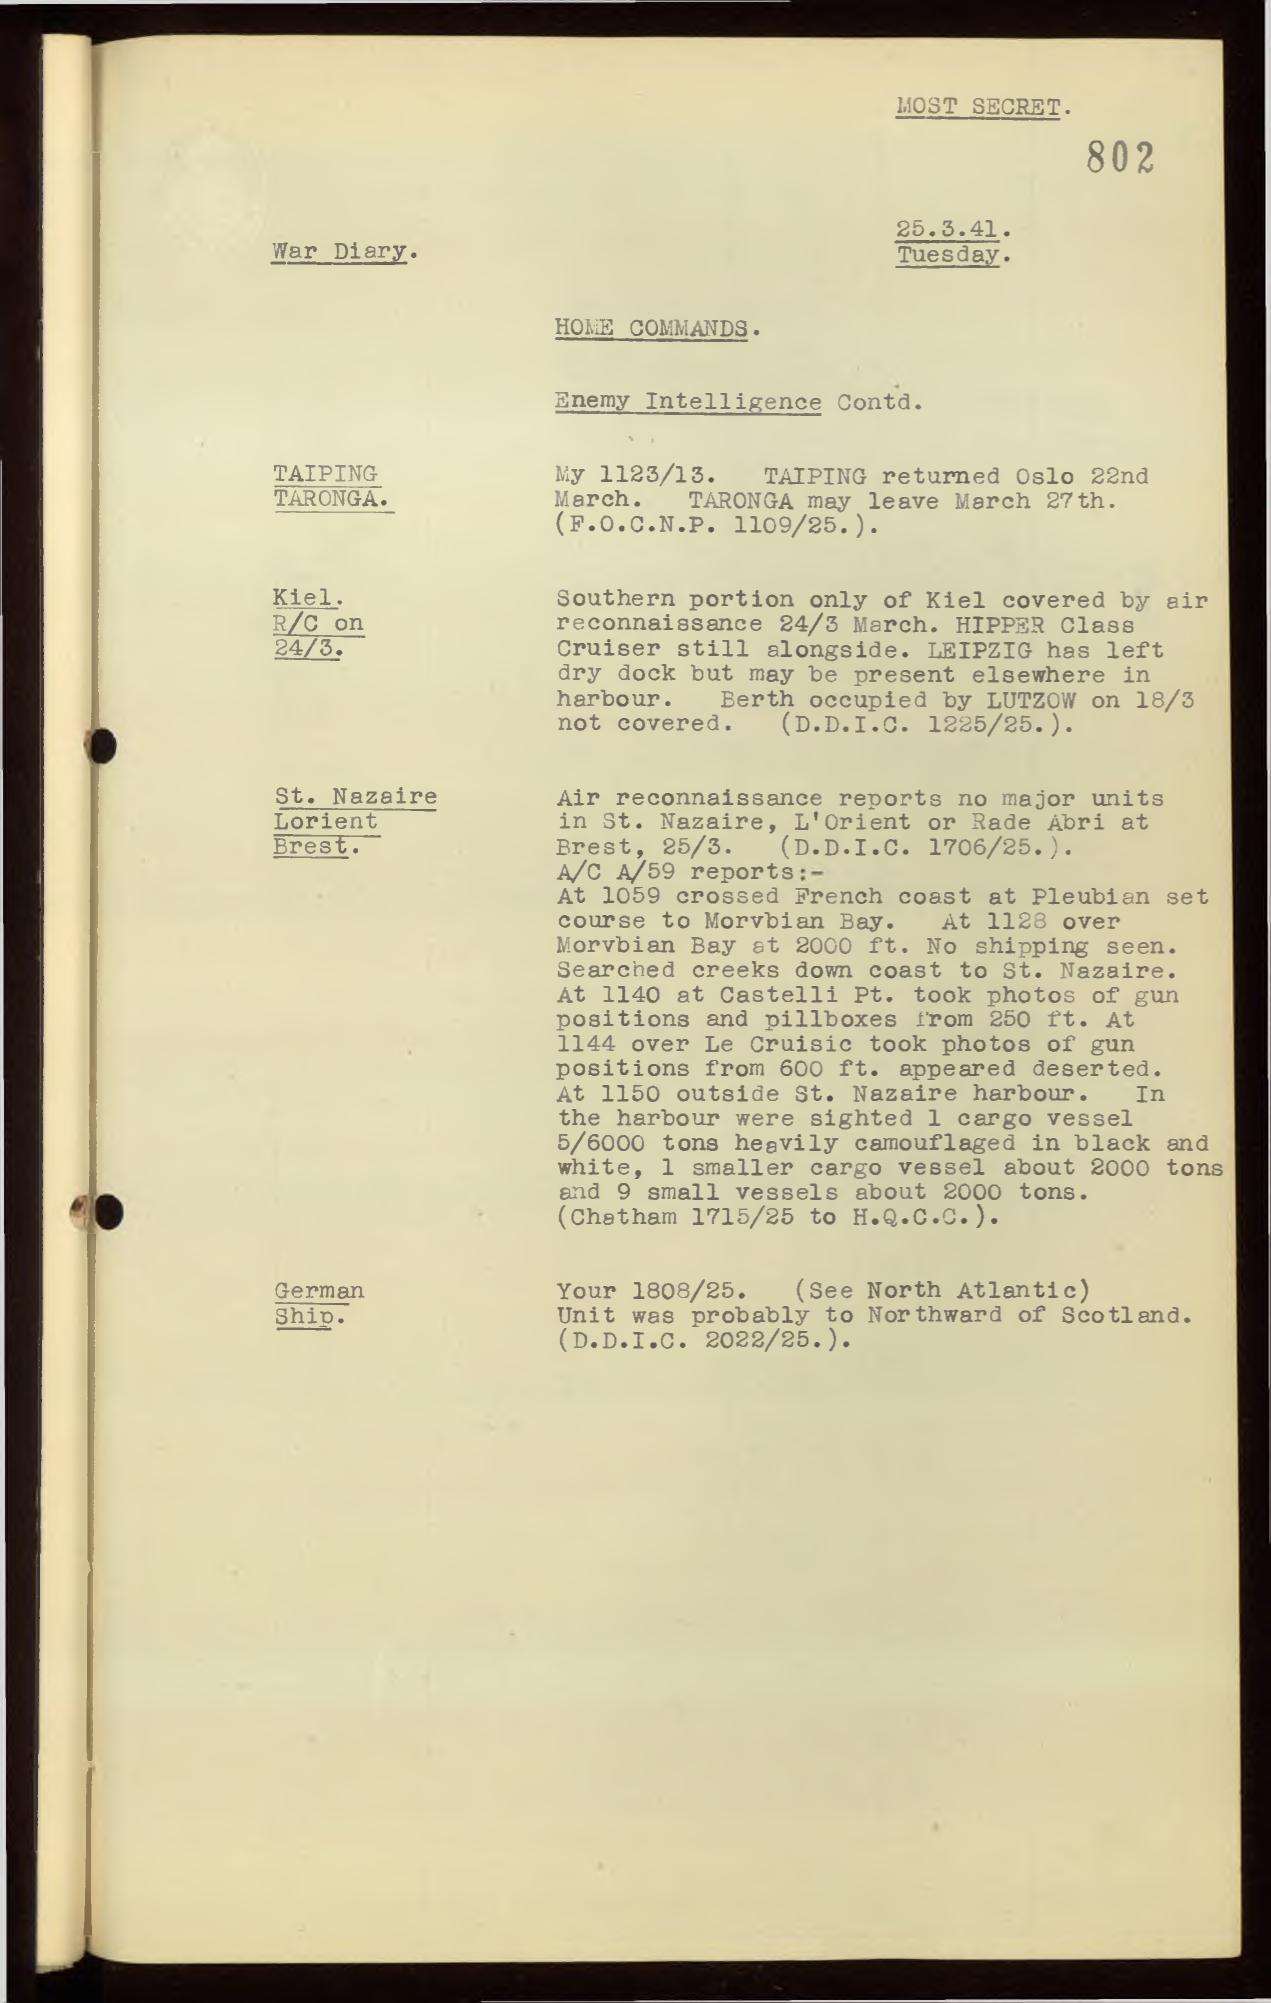 MOST SECRET.
802
25.3.41.
War Diary.
Tuesday.
HOME COMMANDS.
Enemy Intelligence Contd.
TAIPING
TARONGA.
My 1123/13. TAIPING returned Oslo 22nd
March. TARONGA may leave March 27th.
(F.O.C.N.P. 1109/25.).
Kiel.
R/C on
24/3.
Southern portion only of Kiel covered by air
reconnaissance 24/3 March. HIPPER Class
Cruiser still alongside. LEIPZIG has left
dry dock but may be present elsewhere in
harbour. Berth occupied by LUTZOW on 18/3
not covered. (D.D.I.C. 1225/25.).
St. Nazaire
Lorient
Brest.
Air reconnaissance reports no major units
in St. Nazaire, L'Orient or Rade Abri at
Brest, 25/3. (D.D.I.C. 1706/25.).
A/C A/59 reports:-
At 1059 crossed French coast at Pleubian set
course to Morvbian Bay. At 1128 over
Morvbian Bay at 2000 ft. No shipping seen.
Searched creeks down coast to St. Nazaire.
At 1140 at Castelli Pt. took photos of gun
positions and pillboxes from 250 ft. At
1144 over Le Cruisic took photos of gun
positions from 600 ft. appeared deserted.
At 1150 outside St. Nazaire harbour. In
the harbour were sighted 1 cargo vessel
5/6000 tons heavily camouflaged in black and
white, 1 smaller cargo vessel about 2000 tons
and 9 small vessels about 2000 tons.
(Chatham 1715/25 to H.Q.C.C.).
German
Ship.
Your 1808/25. (See North Atlantic)
Unit was probably to Northward of Scotland.
(D.D.I.C. 2022/25.).